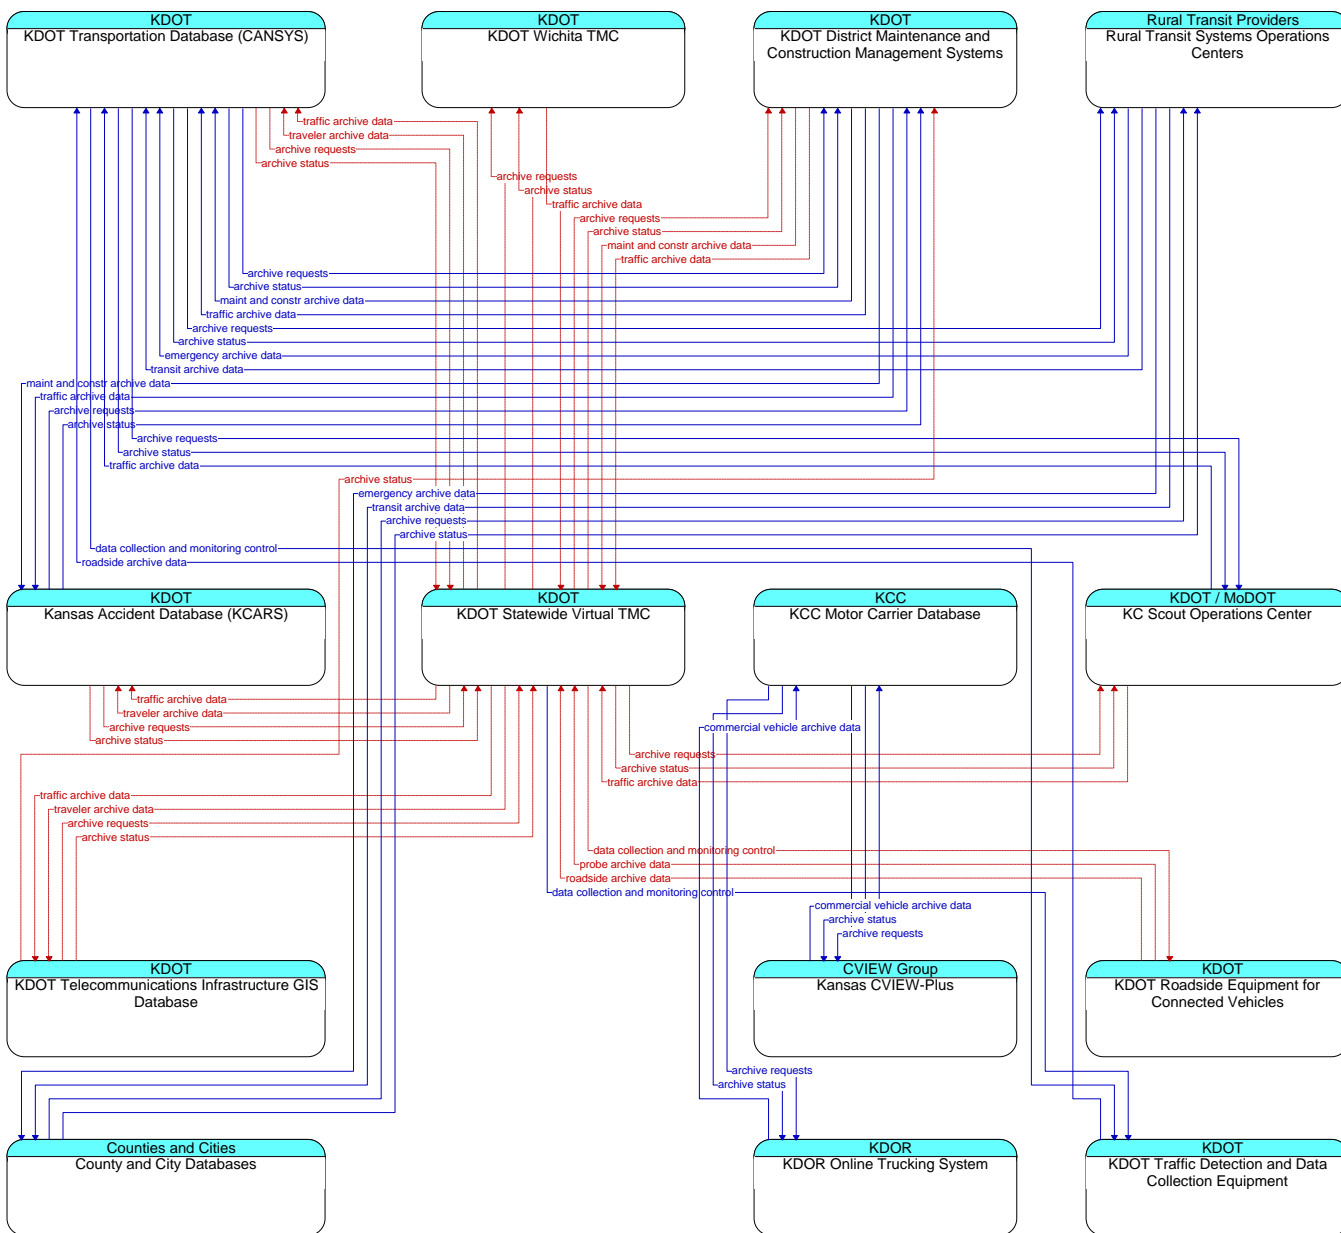 KDOT
KDOT Transportation Database (CANSYS)
KDOT
KDOT Wichita TMC
KDOT
KDOT District Maintenance and
Construction Management Systems
Rural Transit Providers
Rural Transit Systems Operations
Centers
traffic archive data
traveler archive data
archive requests
archive status
archive requests
archive status
traffic archive data
archive requests
archive status
maint and constr archive data
traffic archive data
archive requests
archive status
maint and constr archive data
traffic archive data
archive requests
archive status
emergency archive data
transit archive data
maint and constr archive data
traffic archive data
archive requests
archive status
archive requests
archive status
traffic archive data
archive status
emergency archive data
transit archive data
archive requests
archive status
data collection and monitoring control
roadside archive data
KDOT
Kansas Accident Database (KCARS)
KDOT
KDOT Statewide Virtual TMC
KCC
KCC Motor Carrier Database
KDOT / MoDOT
KC Scout Operations Center
traffic archive data
traveler archive data
archive requests
archive status
commercial vehicle archive data
archive requests
archive status
traffic archive data
traffic archive data
traveler archive data
archive requests
archive status
data collection and monitoring control
probe archive data
roadside archive data
data collection and monitoring control
commercial vehicle archive data
archive status
archive requests
KDOT
KDOT Telecommunications Infrastructure GIS
Database
CVIEW Group
Kansas CVIEW-Plus
KDOT
KDOT Roadside Equipment for
Connected Vehicles
archive requests
archive status
Counties and Cities
County and City Databases
KDOR
KDOR Online Trucking System
KDOT
KDOT Traffic Detection and Data
Collection Equipment